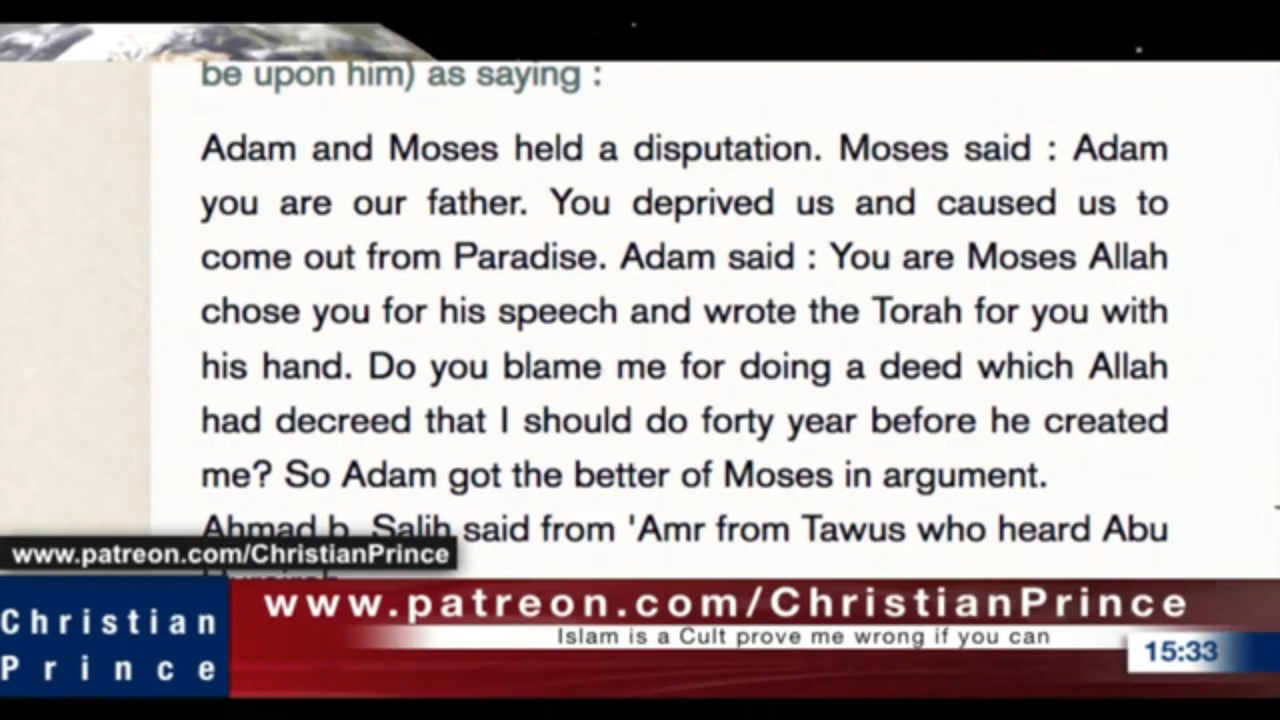 be upon him) as saying :
Adam and Moses held a disputation. Moses said : Adam
you are our father. You deprived us and caused us to
come out from Paradise. Adam said : You are Moses Allah
chose you for his speech and wrote the Torah for you with
his hand. Do you blame me for doing a deed which Allah
had decreed that I should do forty year before he created
me? So Adam got the better of Moses in argument.
Ahmad b. Salih said from 'Amr from Tawus who heard Abu
www.patreon.com/ChristianPrince
www.patreon.com/ChristianPrince
Islam is a Cult prove me wrong if you can
Christian
Prince
15:33